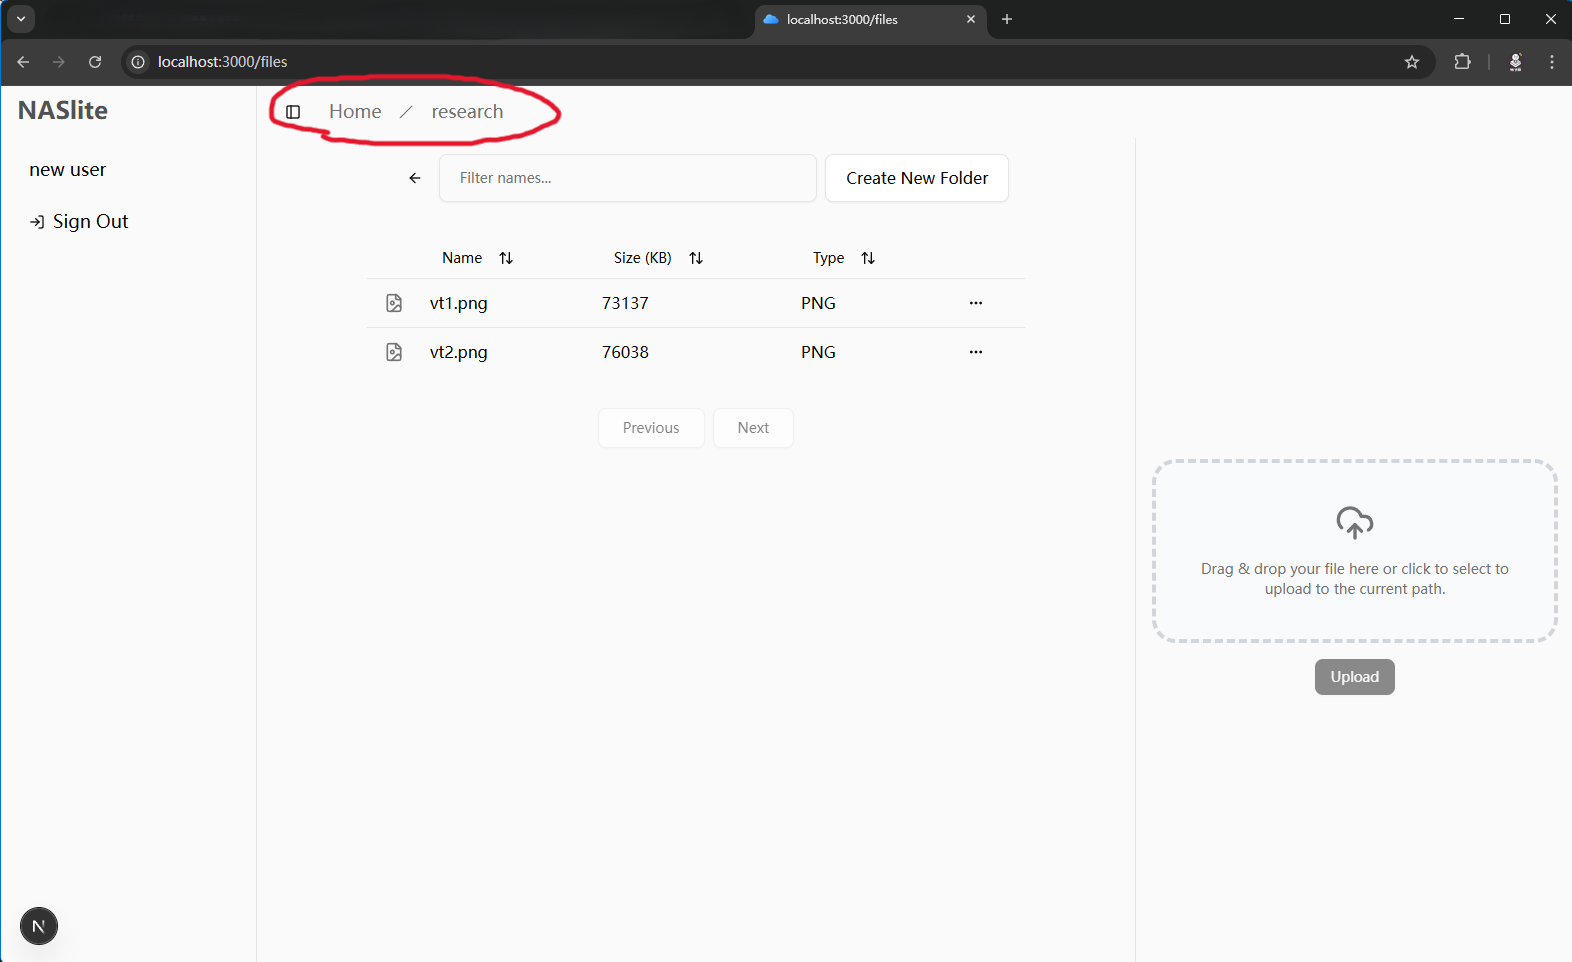 localhost:3000/files
localhost:3000/files
NASlite
Home / research
new user
Filter names...
Create New Folder
Sign Out
Name Size (KB) Type
vt1.png 73137 PNG
vt2.png 76038 PNG
Previous Next
Drag & drop your file here or click to select to
upload to the current path.
Upload
N